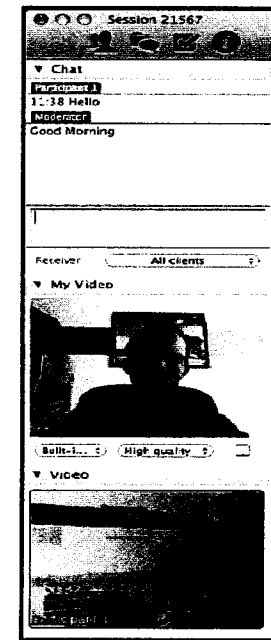 Session 21567
Chat
Participant 1
11:38 Hello
Moderator
Good Morning
Receiver All clients
My Video
Built-i... High quality
Video